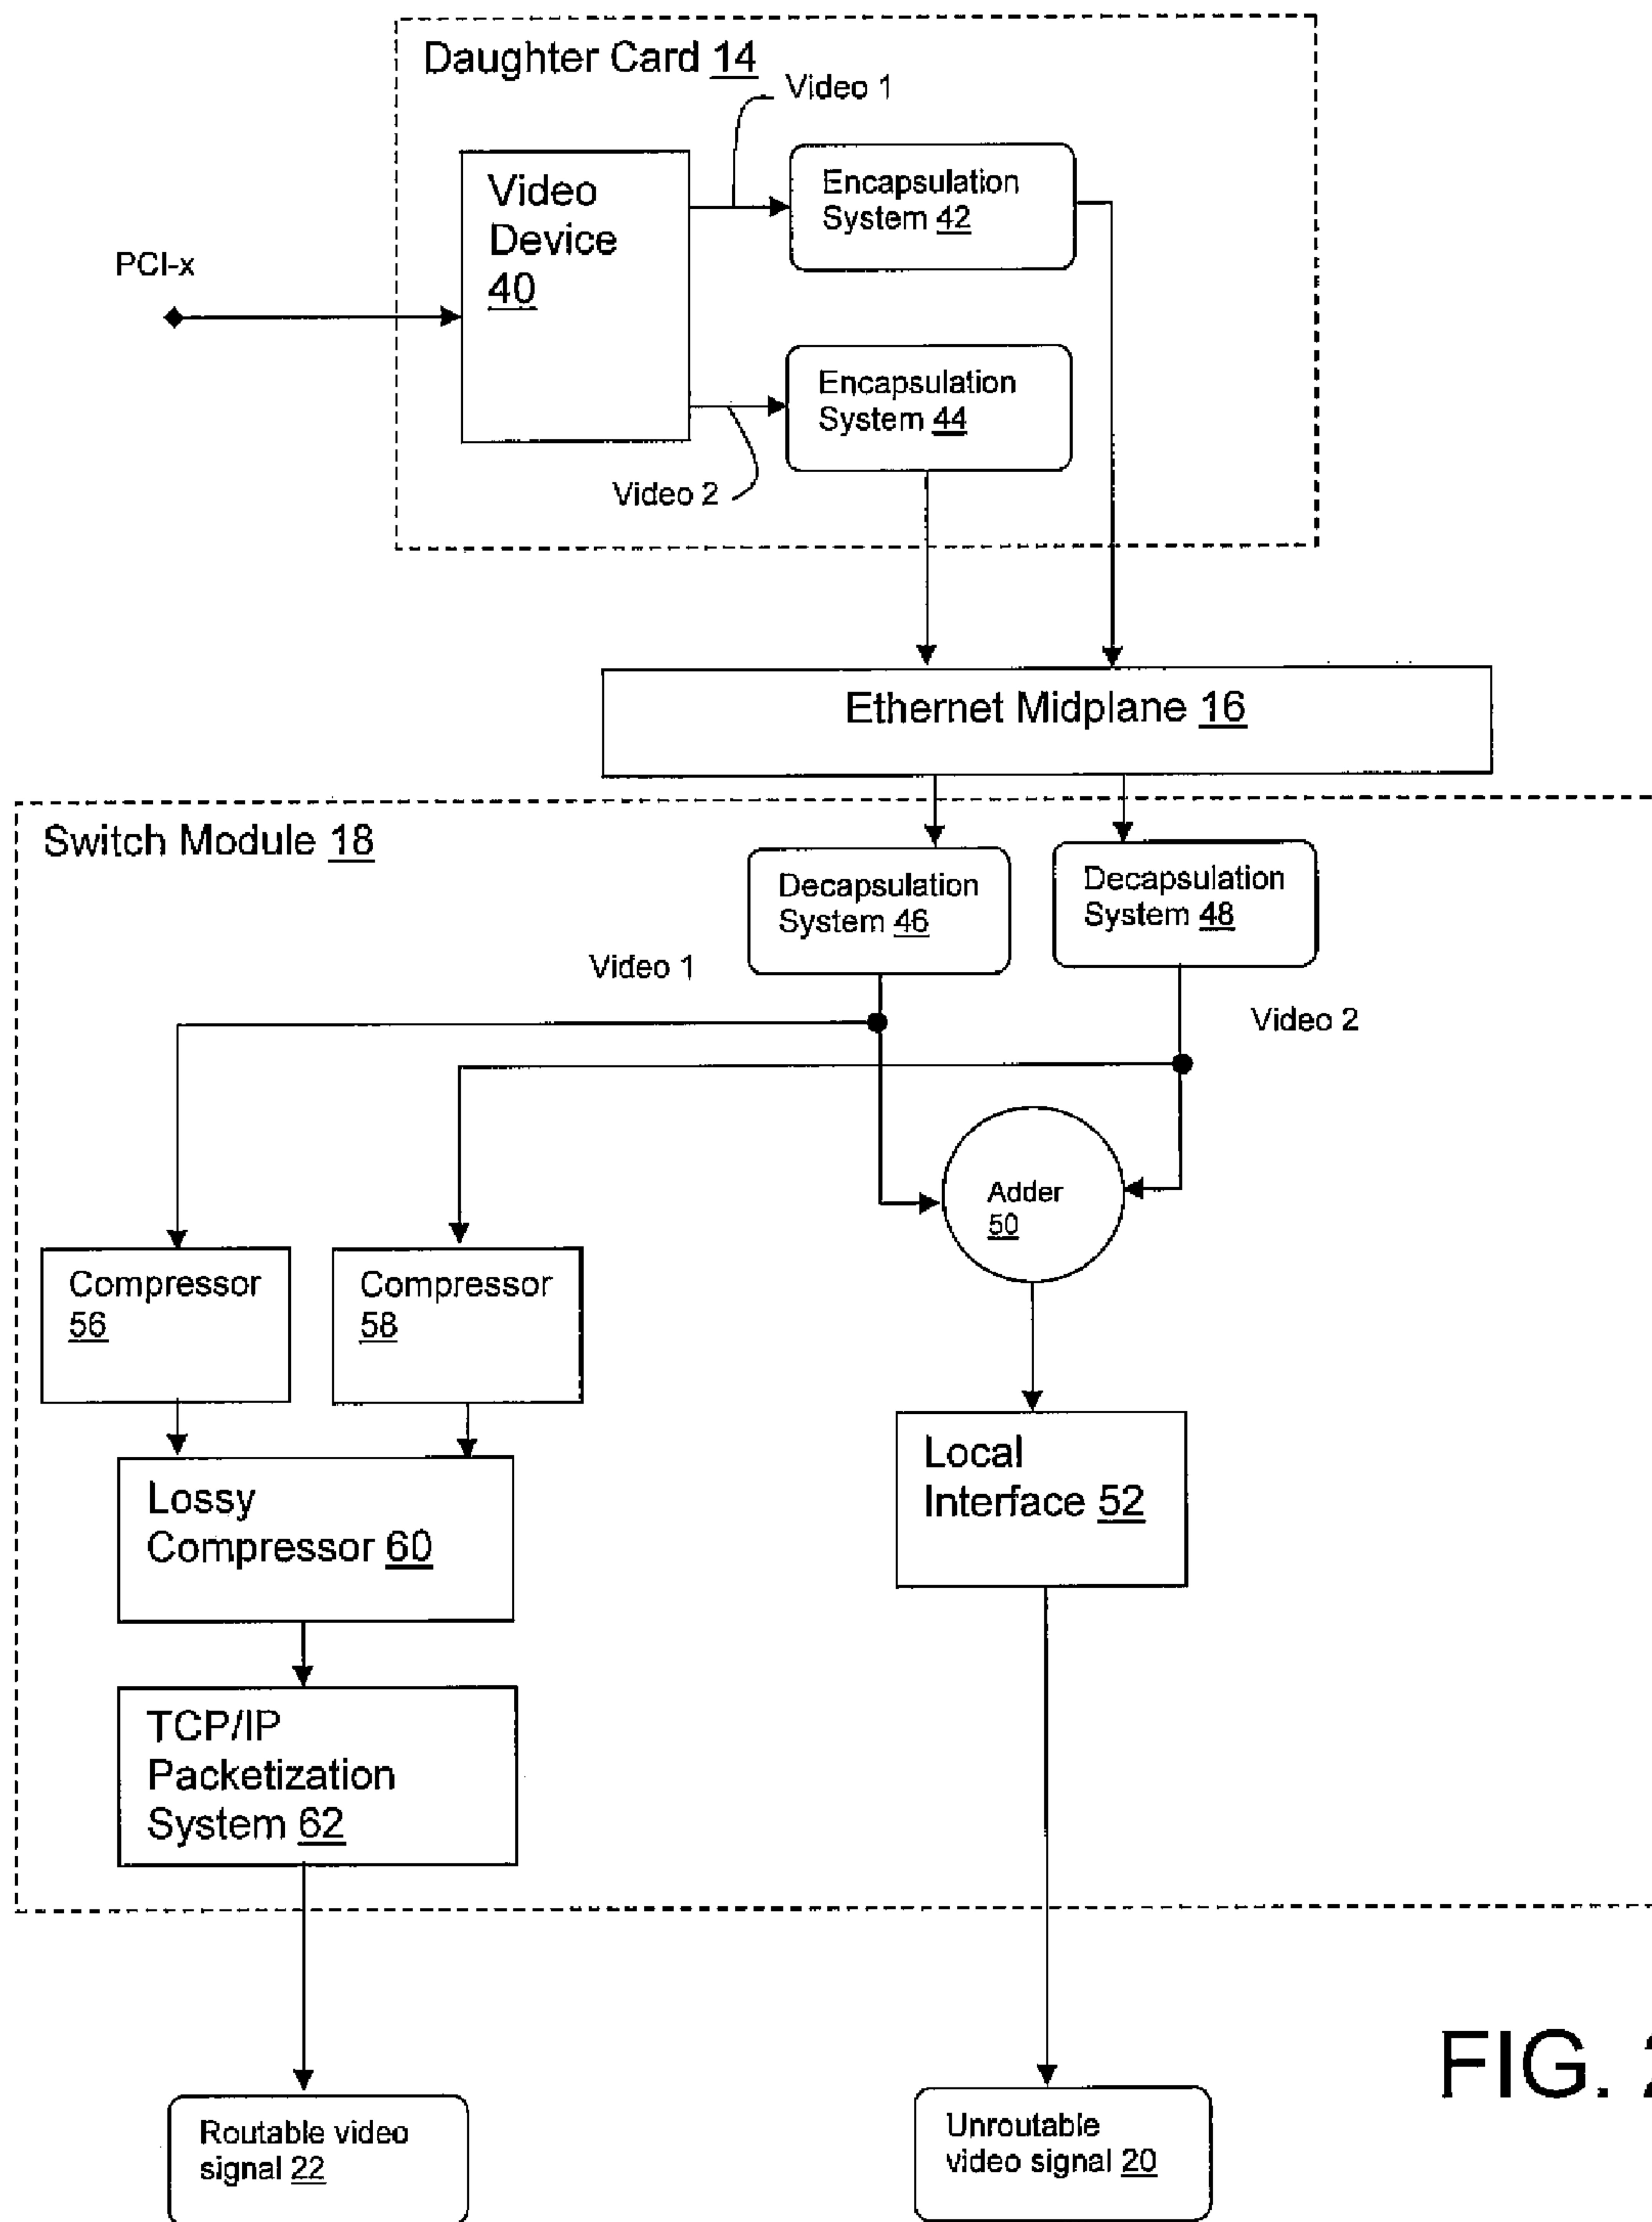 Daughter Card 14
Video 1
Video
Device
40
Encapsulation
System 42
PCI-x
Encapsulation
System 44
Video 2
Ethernet Midplane 16
Switch Module 18
Decapsulation
System 46
Decapsulation
System 48
Video 1
Video 2
Adder
50
Compressor
56
Compressor
58
Lossy
Compressor 60
Local
Interface 52
TCP/IP
Packetization
System 62
FIG. 2
Routable video
signal 22
Unroutable
video signal 20